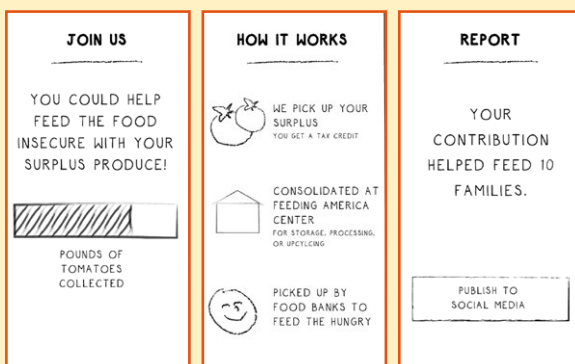 JOIN US
YOU COULD HELP
FEED THE FOOD
INSECURE WITH YOUR
SURPLUS PRODUCE!
POUNDS OF
TOMATOES
COLLECTED
HOW IT WORKS
WE PICK UP YOUR
SURPLUS
YOU GET A TAX CREDIT
CONSOLIDATED AT
FEEDING AMERICA
CENTER
FOR STORAGE, PROCESSING,
OR UPCYLCING
PICKED UP BY
FOOD BANKS TO
FEED THE HUNGRY
REPORT
YOUR
CONTRIBUTION
HELPED FEED 10
FAMILIES.
PUBLISH TO
SOCIAL MEDIA